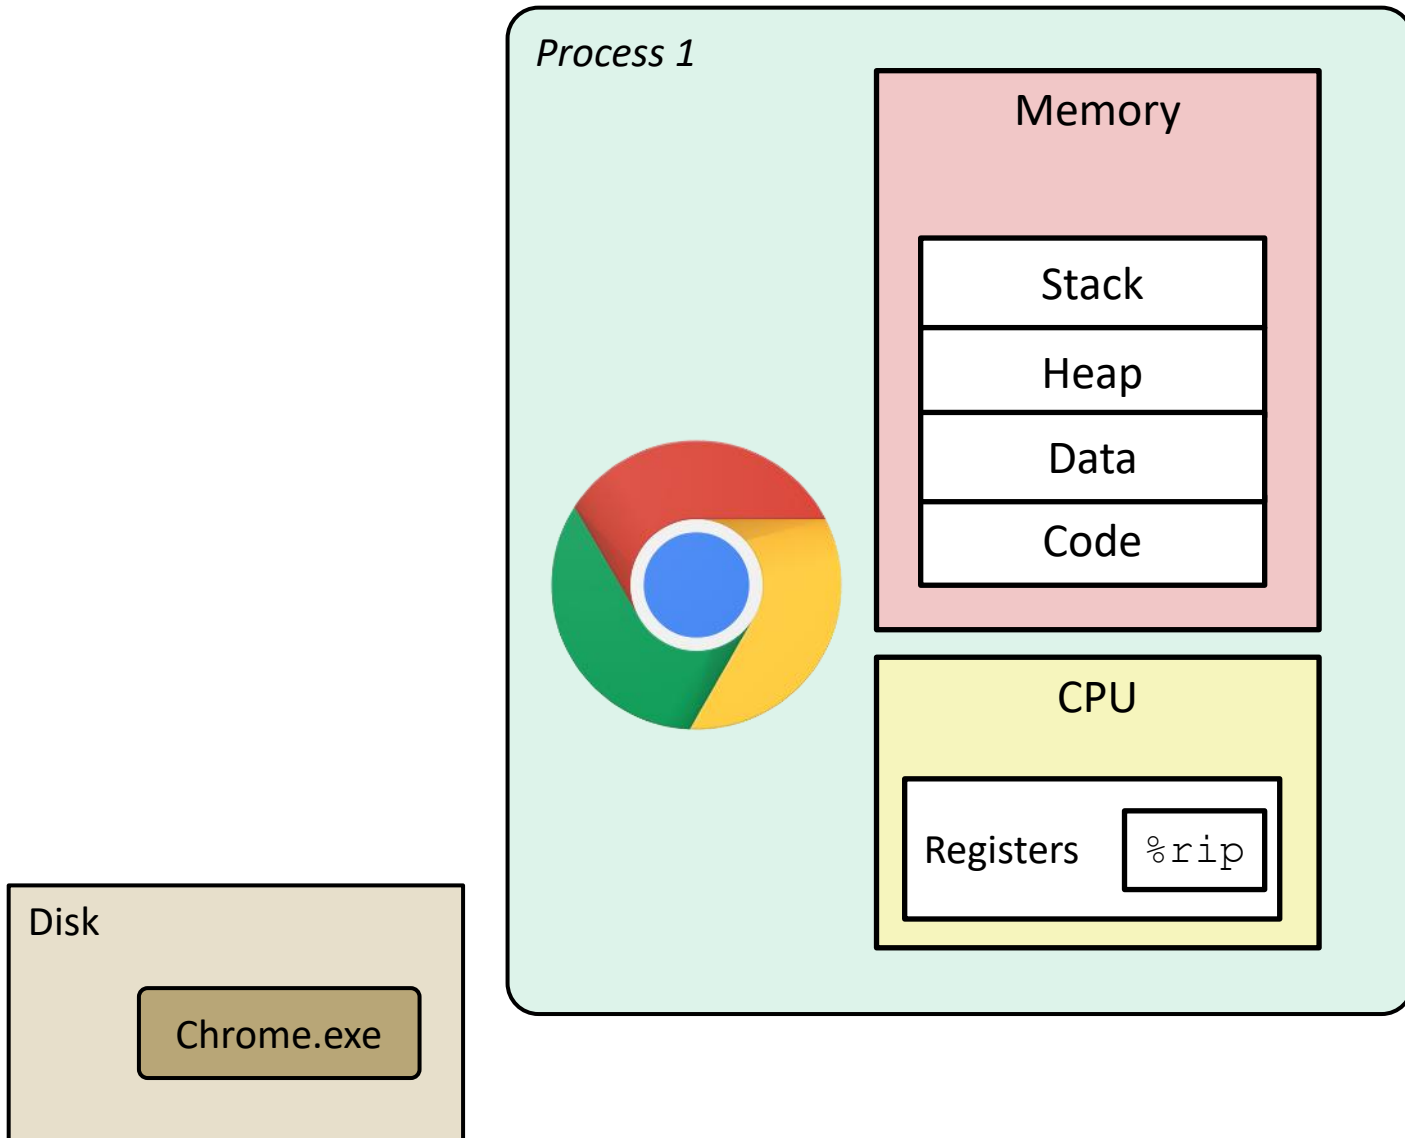 Process 1
Memory
Stack
Heap
Data
Code
CPU
Registers %rip
Disk
Chrome.exe